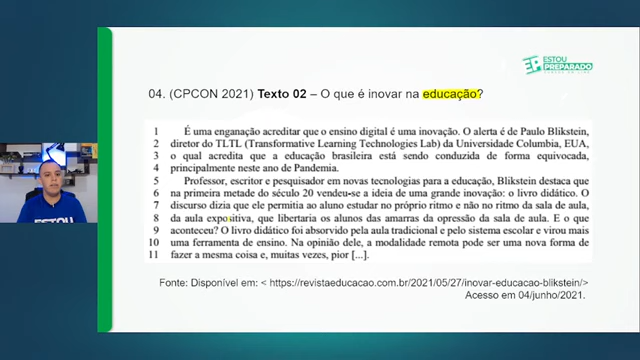 ESTOU
PREPARADO
04. (CPCON 2021) Texto 02 – O que é inovar na educação?
1 É uma enganação acreditar que o ensino digital é uma inovação. O alerta é de Paulo Blikstein,
2 diretor do TLTL (Transformative Learning Technologies Lab) da Universidade Columbia, EUA,
3 o qual acredita que a educação brasileira está sendo conduzida de forma equivocada,
4 principalmente neste ano de Pandemia.
5 Professor, escritor e pesquisador em novas tecnologias para a educação, Blikstein destaca que
6 na primeira metade do século 20 vendeu-se a ideia de uma grande inovação: o livro didático. O
7 discurso dizia que ele permitia ao aluno estudar no próprio ritmo e não no ritmo da sala de aula,
8 da aula expositiva, que libertaria os alunos das amarras da opressão da sala de aula. E o que
9 aconteceu? O livro didático foi absorvido pela aula tradicional e pelo sistema escolar e virou mais
10 uma ferramenta de ensino. Na opinião dele, a modalidade remota pode ser uma nova forma de
11 fazer a mesma coisa e, muitas vezes, pior [...].
Fonte: Disponível em: < https://revistaeducacao.com.br/2021/05/27/inovar-educacao-blikstein/>
Acesso em 04/junho/2021.
ESTOU